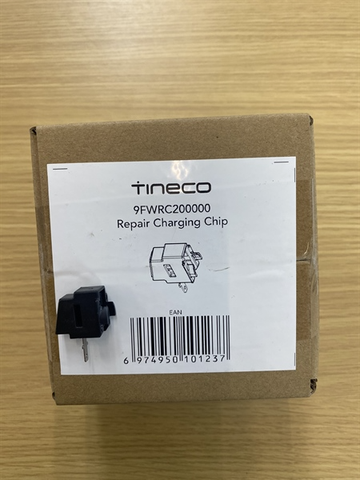 TINECO
9FWRC200000
Repair Charging Chip
EAN
6 974950 101237